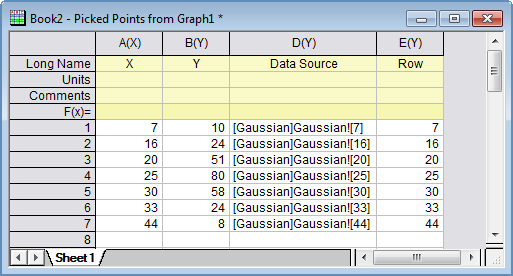 Book2 - Picked Points from Graph1 *
A(X) B(Y) D(Y) E(Y)
Long Name X Y Data Source Row
Units
Comments
F(x)=
1 7 10 [Gaussian]Gaussian![7] 7
2 16 24 [Gaussian]Gaussian![16] 16
3 20 51 [Gaussian]Gaussian![20] 20
4 25 80 [Gaussian]Gaussian![25] 25
5 30 58 [Gaussian]Gaussian![30] 30
6 33 24 [Gaussian]Gaussian![33] 33
7 44 8 [Gaussian]Gaussian![44] 44
8
Sheet1